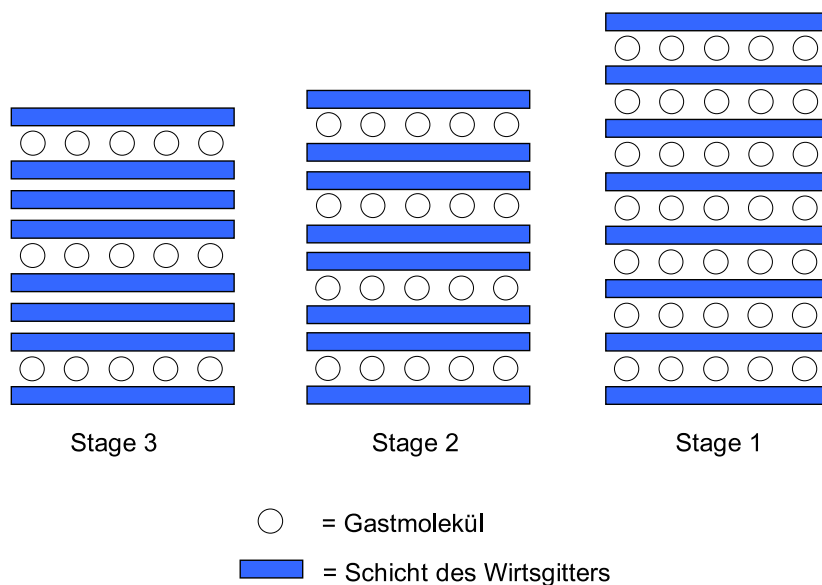 Stage 3 Stage 2 Stage 1
= Gastmolekül
= Schicht des Wirtsgitters